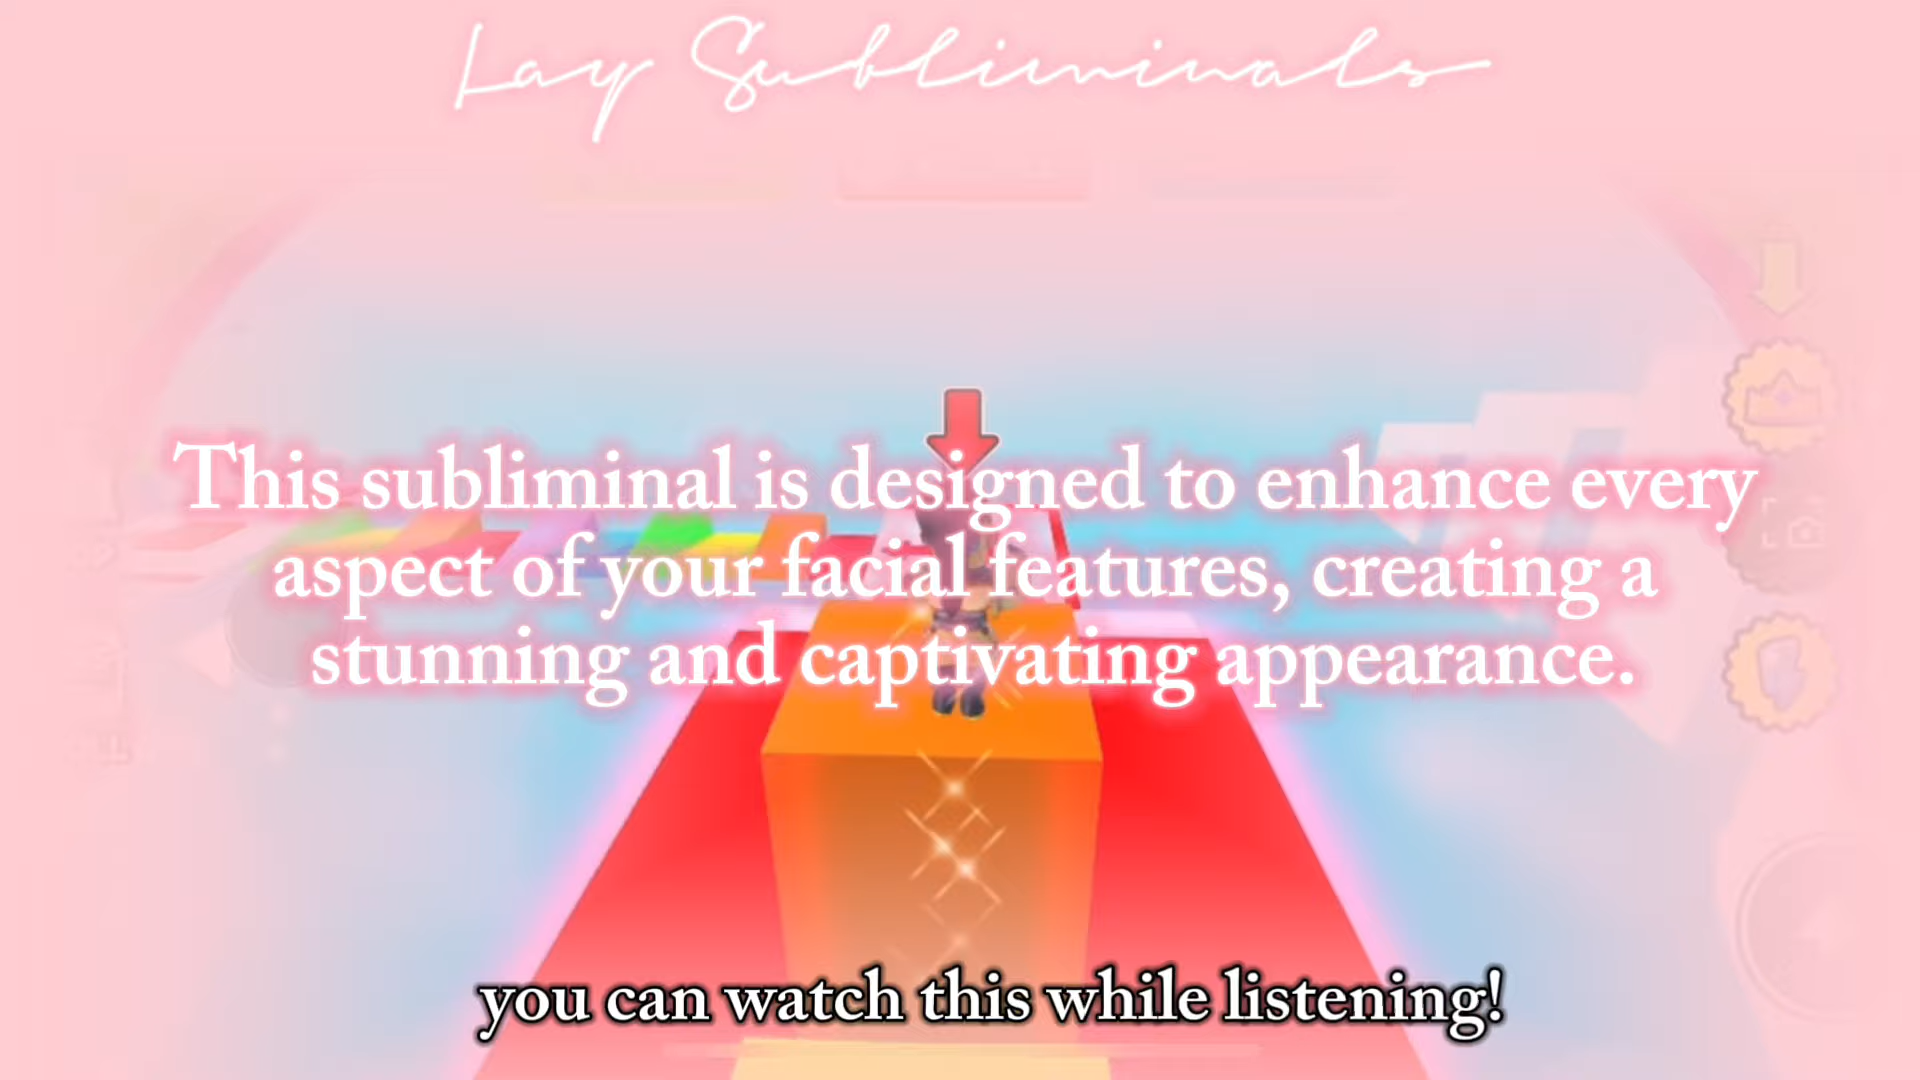 Lay Subliminals
This subliminal is designed to enhance every
aspect of your facial features, creating a
stunning and captivating appearance.
you can watch this while listening!